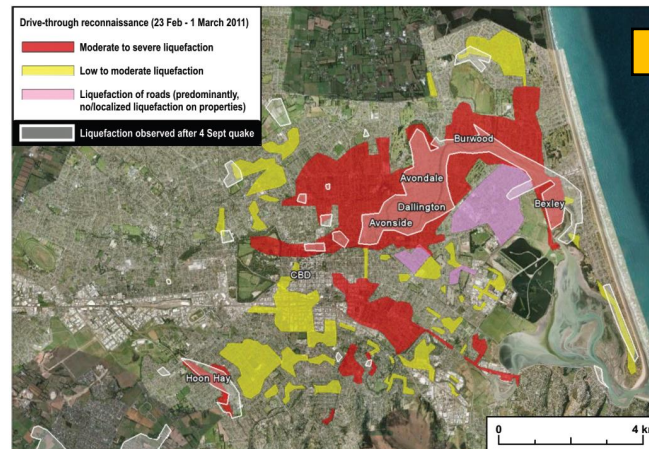 Drive-through reconnaissance (23 Feb - 1 March 2011)
Moderate to severe liquefaction
Low to moderate liquefaction
Liquefaction of roads (predominantly,
no/localized liquefaction on properties)
Liquefaction observed after 4 Sept quake
Burwood
Avondale
Dallington
Bexley
Avonside
CBD
Hoon Hay
0
4 k